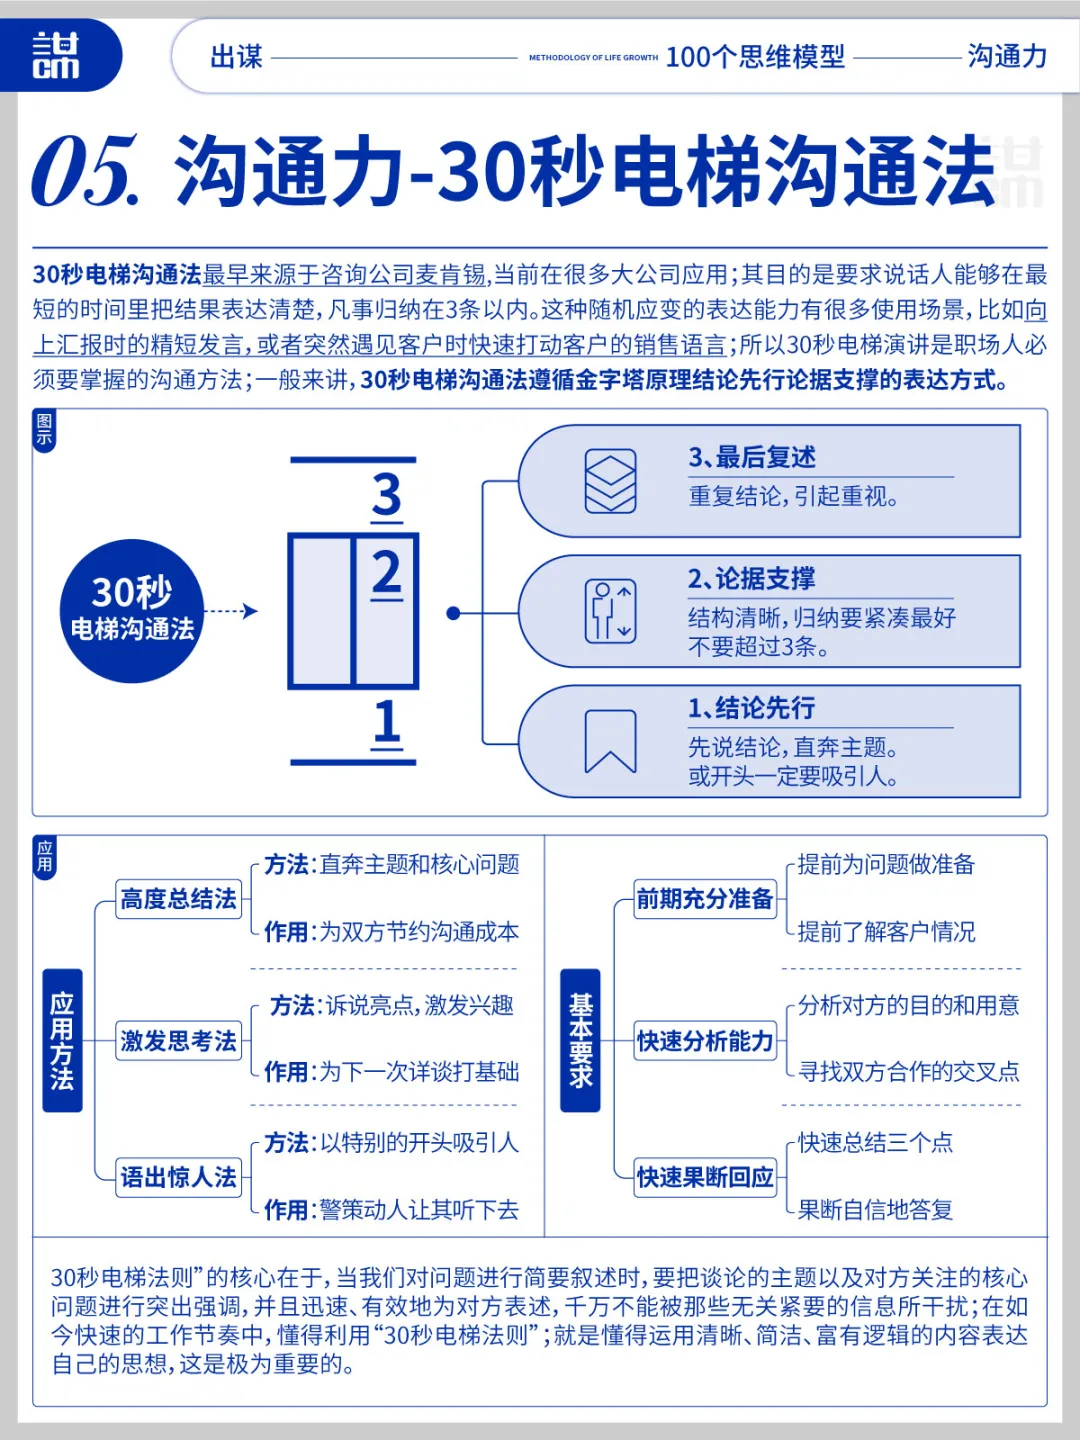 谋
cm
出谋
METHODOLOGY OF LIFE GROWTH
100个思维模型
沟通力
05. 沟通力-30秒电梯沟通法
谋
cm
30秒电梯沟通法最早来源于咨询公司麦肯锡,当前在很多大公司应用；其目的是要求说话人能够在最
短的时间里把结果表达清楚，凡事归纳在3条以内。这种随机应变的表达能力有很多使用场景，比如向
上汇报时的精短发言，或者突然遇见客户时快速打动客户的销售语言；所以30秒电梯演讲是职场人必
须要掌握的沟通方法；一般来讲，30秒电梯沟通法遵循金字塔原理结论先行论据支撑的表达方式。
图示
30秒
电梯沟通法
3
2
1
3、最后复述
重复结论，引起重视。
2、论据支撑
结构清晰，归纳要紧凑最好
不要超过3条。
1、结论先行
先说结论，直奔主题。
或开头一定要吸引人。
应用
应用方法
高度总结法
方法：直奔主题和核心问题
作用：为双方节约沟通成本
激发思考法
方法：诉说亮点，激发兴趣
作用：为下一次详谈打基础
语出惊人法
方法：以特别的开头吸引人
作用：警策动人让其听下去
基本要求
前期充分准备
提前为问题做准备
提前了解客户情况
快速分析能力
分析对方的目的和用意
寻找双方合作的交叉点
快速果断回应
快速总结三个点
果断自信地答复
30秒电梯法则”的核心在于，当我们对问题进行简要叙述时，要把谈论的主题以及对方关注的核心
问题进行突出强调，并且迅速、有效地为对方表述，千万不能被那些无关紧要的信息所干扰；在如
今快速的工作节奏中，懂得利用“30秒电梯法则”；就是懂得运用清晰、简洁、富有逻辑的内容表达
自己的思想，这是极为重要的。